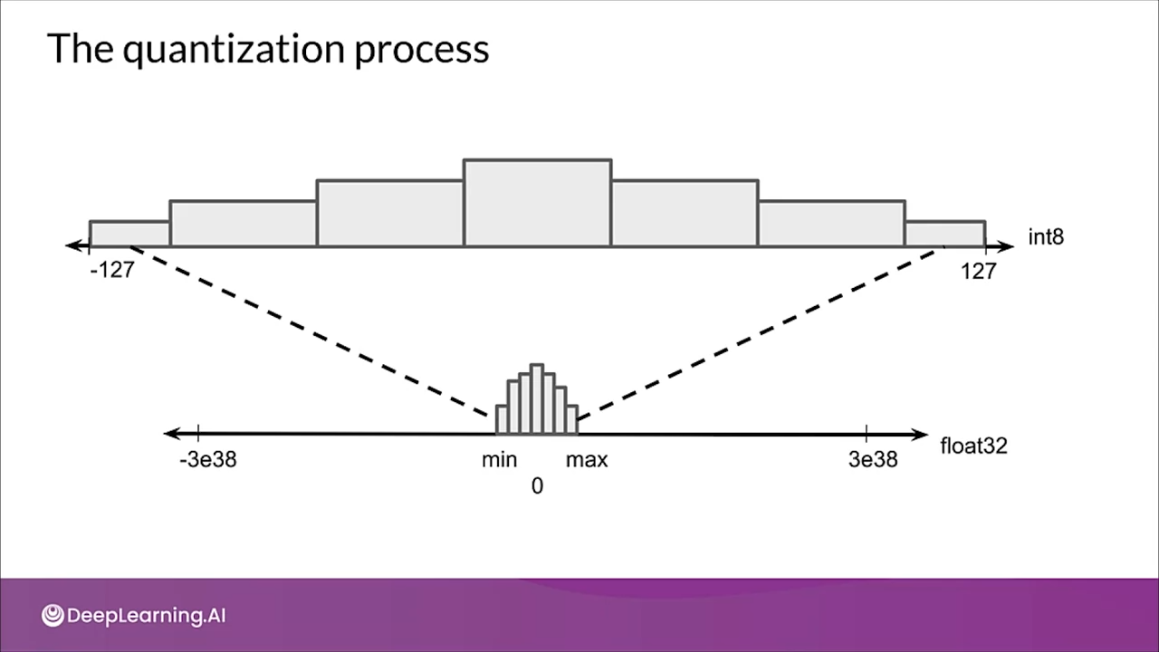 The quantization process
int8
-127
127
float32
-3e38
min
max
3e38
0
DeepLearning.AI